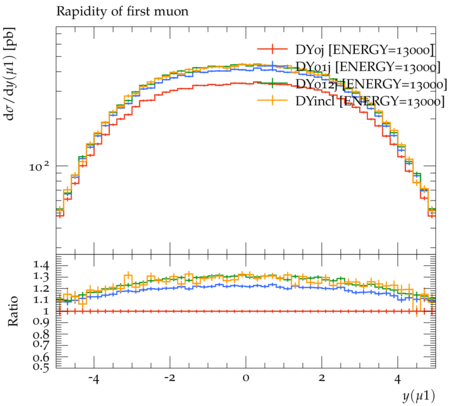 Rapidity of first muon
dσ/dy(μ1) [pb]
DY0j [ENERGY=13000]
DY01j [ENERGY=13000]
DY012j [ENERGY=13000]
DYincl [ENERGY=13000]
10²
Ratio
1.4
1.3
1.2
1.1
1
0.9
0.8
0.7
0.6
0.5
-4 -2 0 2 4
y(μ1)